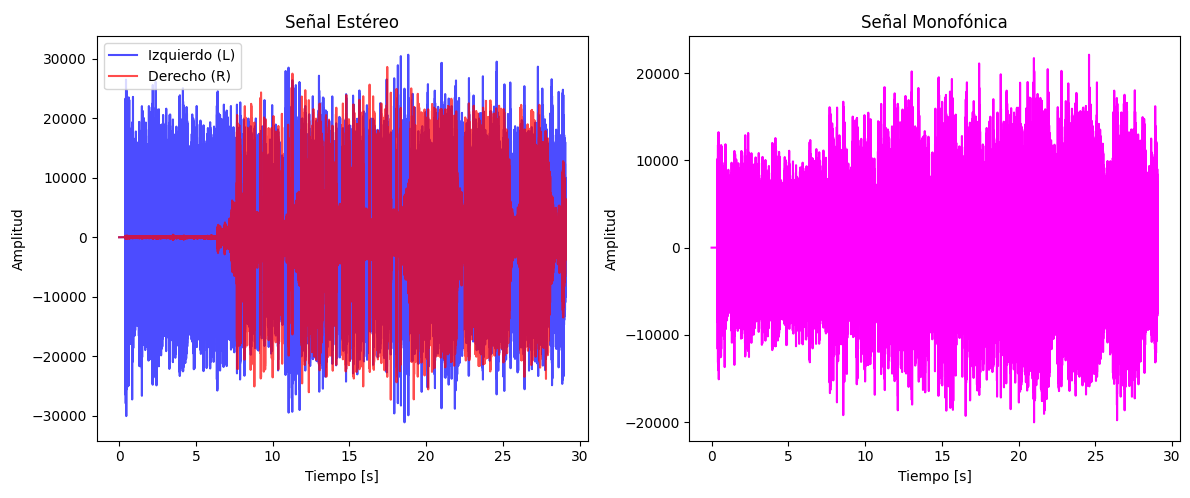 Señal Estéreo
Izquierdo (L)
Derecho (R)
30000
20000
10000
0
−10000
−20000
−30000
Amplitud
0 5 10 15 20 25 30
Tiempo [s]
Señal Monofónica
20000
10000
0
−10000
−20000
Amplitud
0 5 10 15 20 25 30
Tiempo [s]